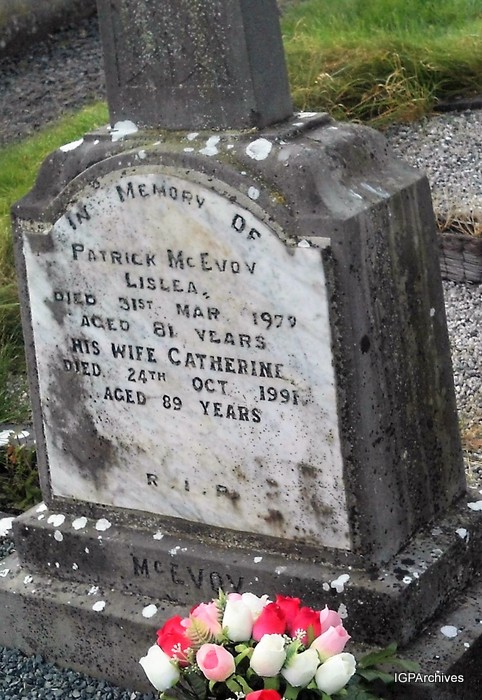 IN MEMORY OF
PATRICK MCEVOY
LISLEA.
DIED 31ST MAR 1979
AGED 81 YEARS
HIS WIFE CATHERINE
DIED 24TH OCT 1991
AGED 89 YEARS
R.I.P.
MCEVOY
IGPArchives